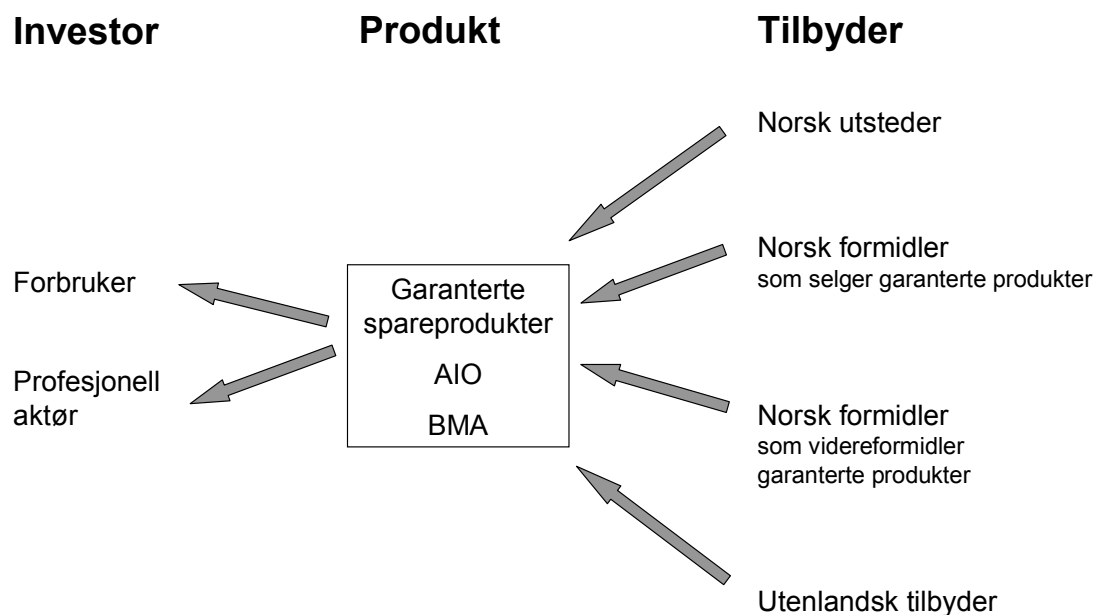 Investor
Produkt
Tilbyder
Norsk utsteder
Norsk formidler
som selger garanterte produkter
Forbruker
Garanterte
spareprodukter
AIO
BMA
Profesjonell
aktør
Norsk formidler
som videreformidler
garanterte produkter
Utenlandsk tilbyder